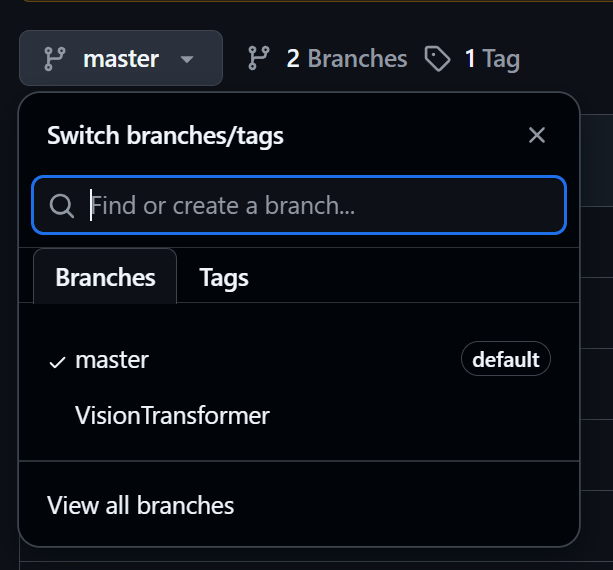 master 2 Branches 1 Tag
Switch branches/tags
Find or create a branch...
Branches Tags
master default
VisionTransformer
View all branches